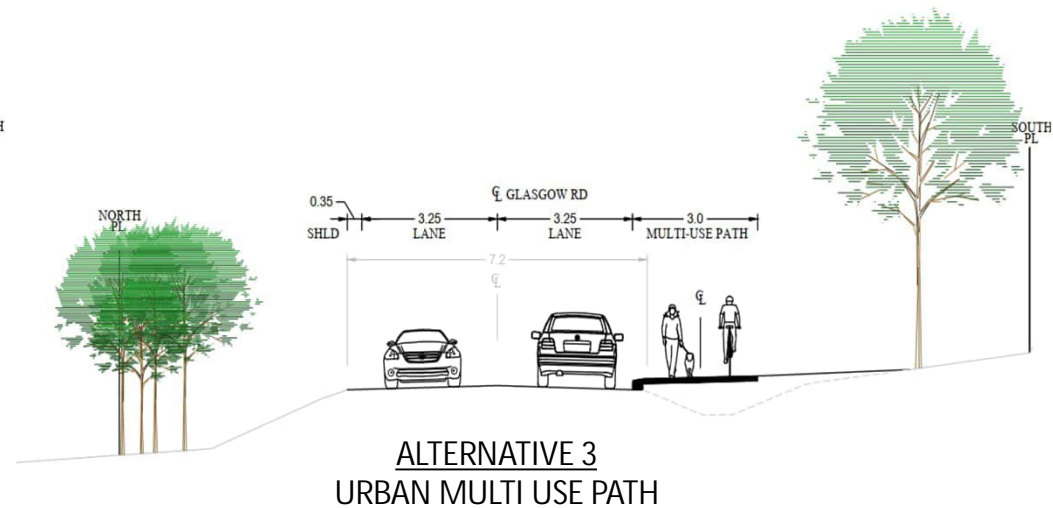 H
SOUTH
PL
℄ GLASGOW RD
NORTH
PL
0.35
3.25
3.25
3.0
SHLD
LANE
LANE
MULTI-USE PATH
7.2
℄
℄
ALTERNATIVE 3
URBAN MULTI USE PATH